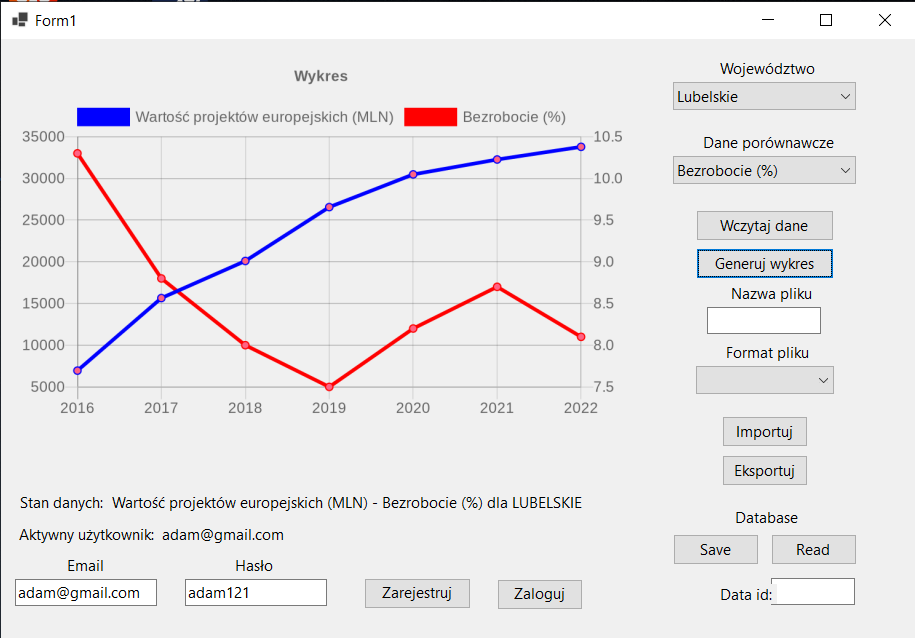 Form1
Wykres
Wartość projektów europejskich (MLN) Bezrobocie (%)
35000 10.5
30000 10.0
25000 9.5
20000 9.0
15000 8.5
10000 8.0
5000 7.5
2016 2017 2018 2019 2020 2021 2022
Województwo
Lubelskie
Dane porównawcze
Bezrobocie (%)
Wczytaj dane
Generuj wykres
Nazwa pliku
Format pliku
Importuj
Eksportuj
Stan danych: Wartość projektów europejskich (MLN) - Bezrobocie (%) dla LUBELSKIE
Aktywny użytkownik: adam@gmail.com
Email Hasło
adam@gmail.com adam121 Zarejestruj Zaloguj
Database
Save Read
Data id: